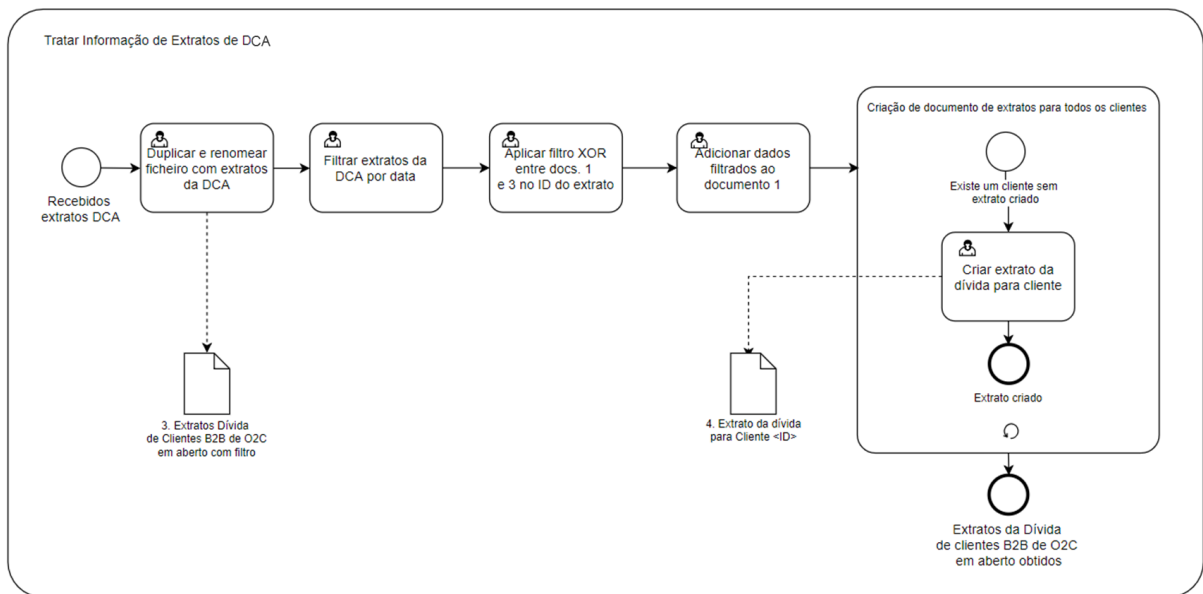 Tratar Informação de Extratos de DCA
Recebidos
extratos DCA
Duplicar e renomear
ficheiro com extratos
da DCA
Filtrar extratos da
DCA por data
Aplicar filtro XOR
entre docs. 1
e 3 no ID do extrato
Adicionar dados
filtrados ao
documento 1
Criação de documento de extratos para todos os clientes
Existe um cliente sem
extrato criado
Criar extrato da
dívida para cliente
Extrato criado
3. Extratos Dívida
de Clientes B2B de O2C
em aberto com filtro
4. Extrato da dívida
para Cliente <ID>
Extratos da Dívida
de clientes B2B de O2C
em aberto obtidos